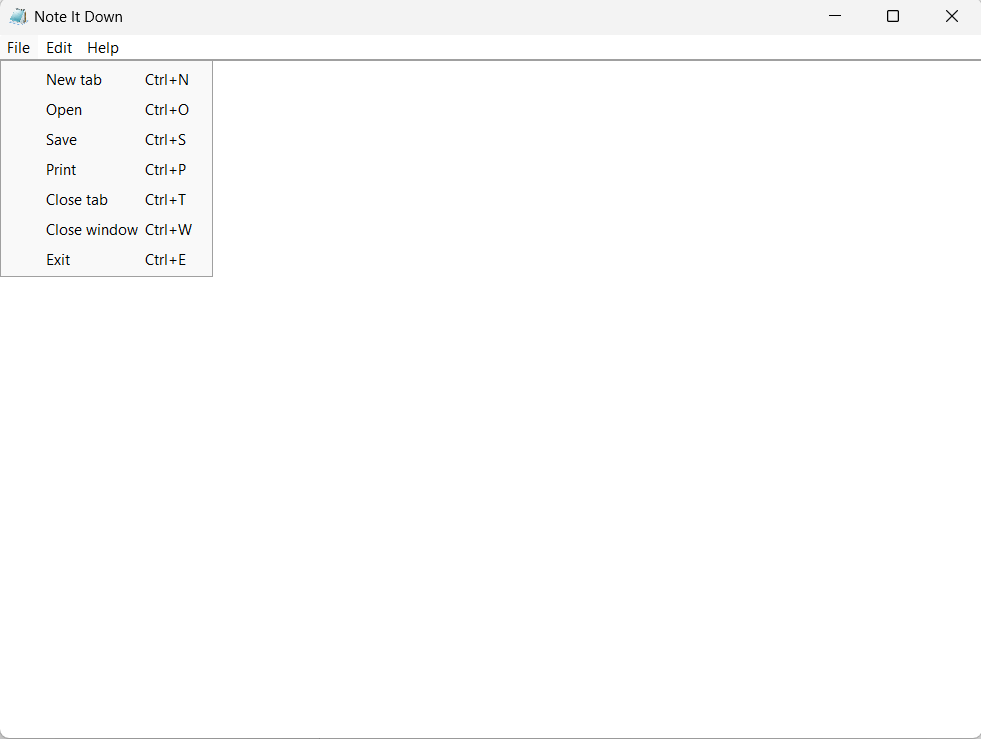 Note It Down
File Edit Help
New tab Ctrl+N
Open Ctrl+O
Save Ctrl+S
Print Ctrl+P
Close tab Ctrl+T
Close window Ctrl+W
Exit Ctrl+E